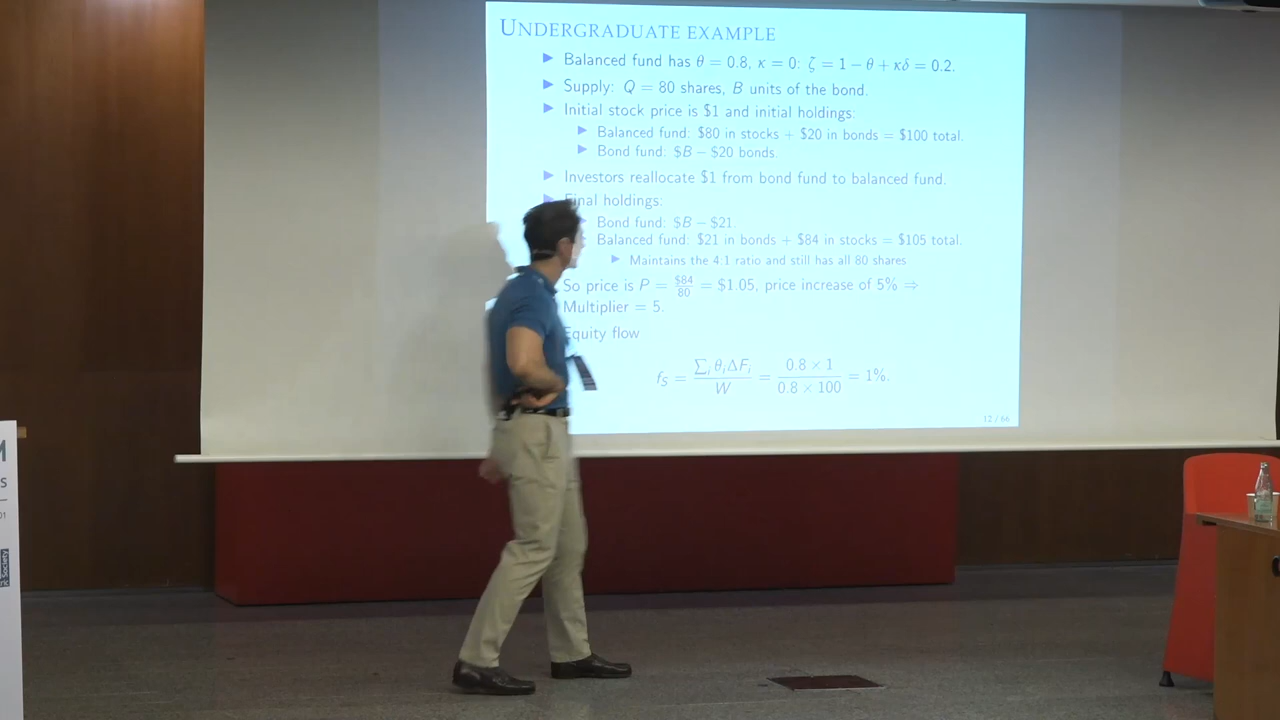 UNDERGRADUATE EXAMPLE
▶ Balanced fund has θ = 0.8, κ = 0: ζ = 1 − θ + κδ = 0.2.
▶ Supply: Q = 80 shares, B units of the bond.
▶ Initial stock price is $1 and initial holdings:
▶ Balanced fund: $80 in stocks + $20 in bonds = $100 total.
▶ Bond fund: $B − $20 bonds.
▶ Investors reallocate $1 from bond fund to balanced fund.
Final holdings:
Bond fund: $B − $21.
Balanced fund: $21 in bonds + $84 in stocks = $105 total.
▶ Maintains the 4:1 ratio and still has all 80 shares
So price is P = $84/80 = $1.05, price increase of 5% ⇒
Multiplier = 5.
Equity flow
f_S = ∑_i θ_i ΔF_i / W = 0.8 × 1 / 0.8 × 100 = 1%.
12 / 66
M
S
01
Society